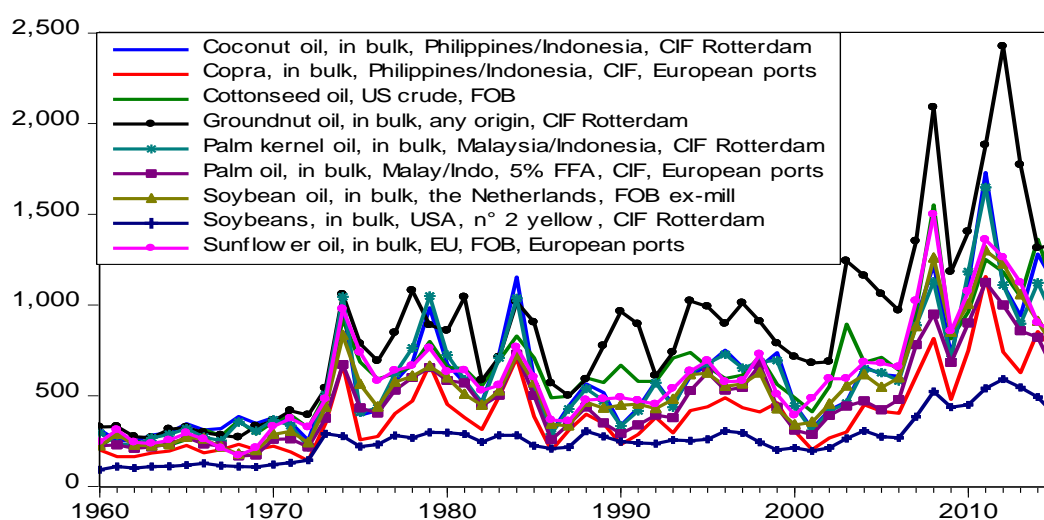 2,500
Coconut oil, in bulk, Philippines/Indonesia, CIF Rotterdam
Copra, in bulk, Philippines/Indonesia, CIF, European ports
Cottonseed oil, US crude, FOB
Groundnut oil, in bulk, any origin, CIF Rotterdam
Palm kernel oil, in bulk, Malaysia/Indonesia, CIF Rotterdam
Palm oil, in bulk, Malay/Indo, 5% FFA, CIF, European ports
Soybean oil, in bulk, the Netherlands, FOB ex-mill
Soybeans, in bulk, USA, n° 2 yellow, CIF Rotterdam
Sunflower oil, in bulk, EU, FOB, European ports
2,000
1,500
1,000
500
0
1960 1970 1980 1990 2000 2010